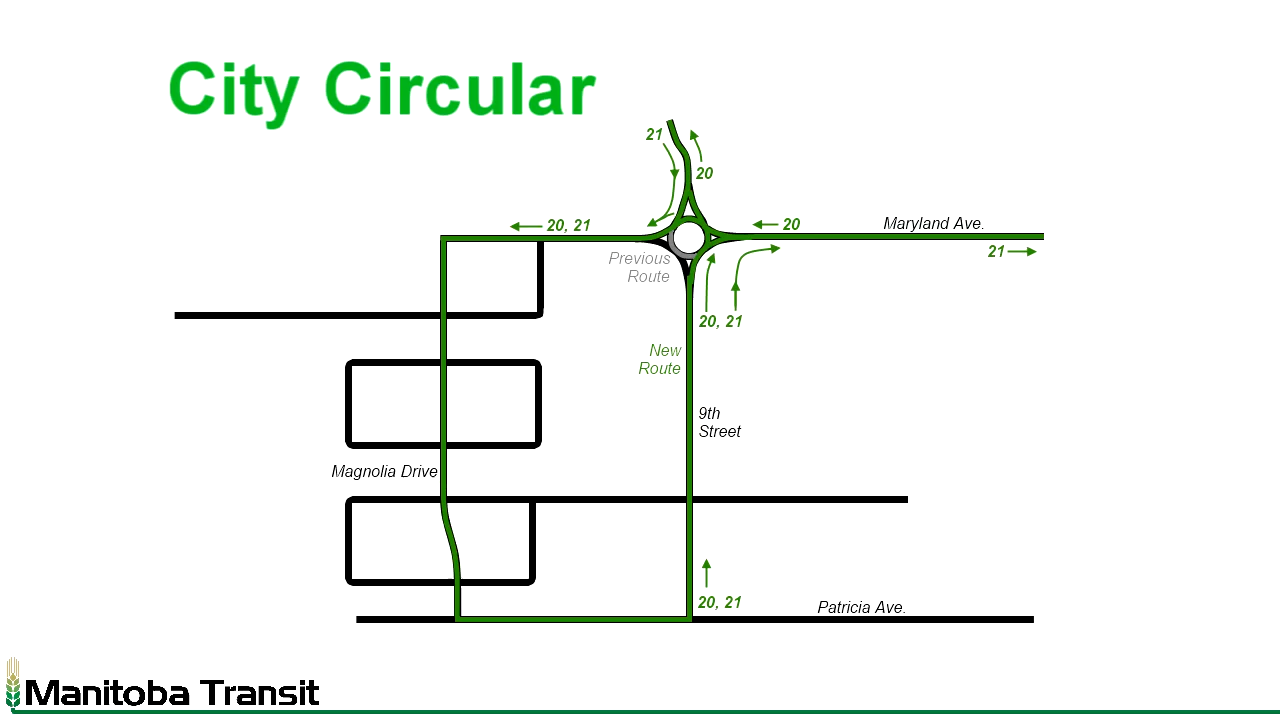 City Circular
21
20
20, 21
20
Maryland Ave.
21
Previous
Route
20, 21
New
Route
9th
Street
Magnolia Drive
20, 21
Patricia Ave.
Manitoba Transit